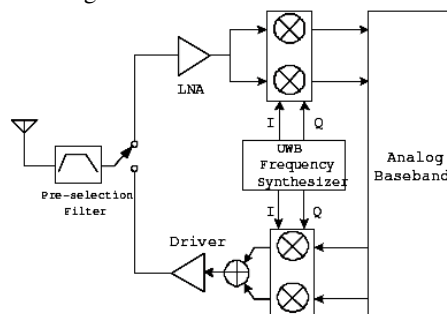 LNA
I Q
UWB
Frequency
Synthesizer
Analog
Baseband
Pre-selection
Filter
I Q
Driver